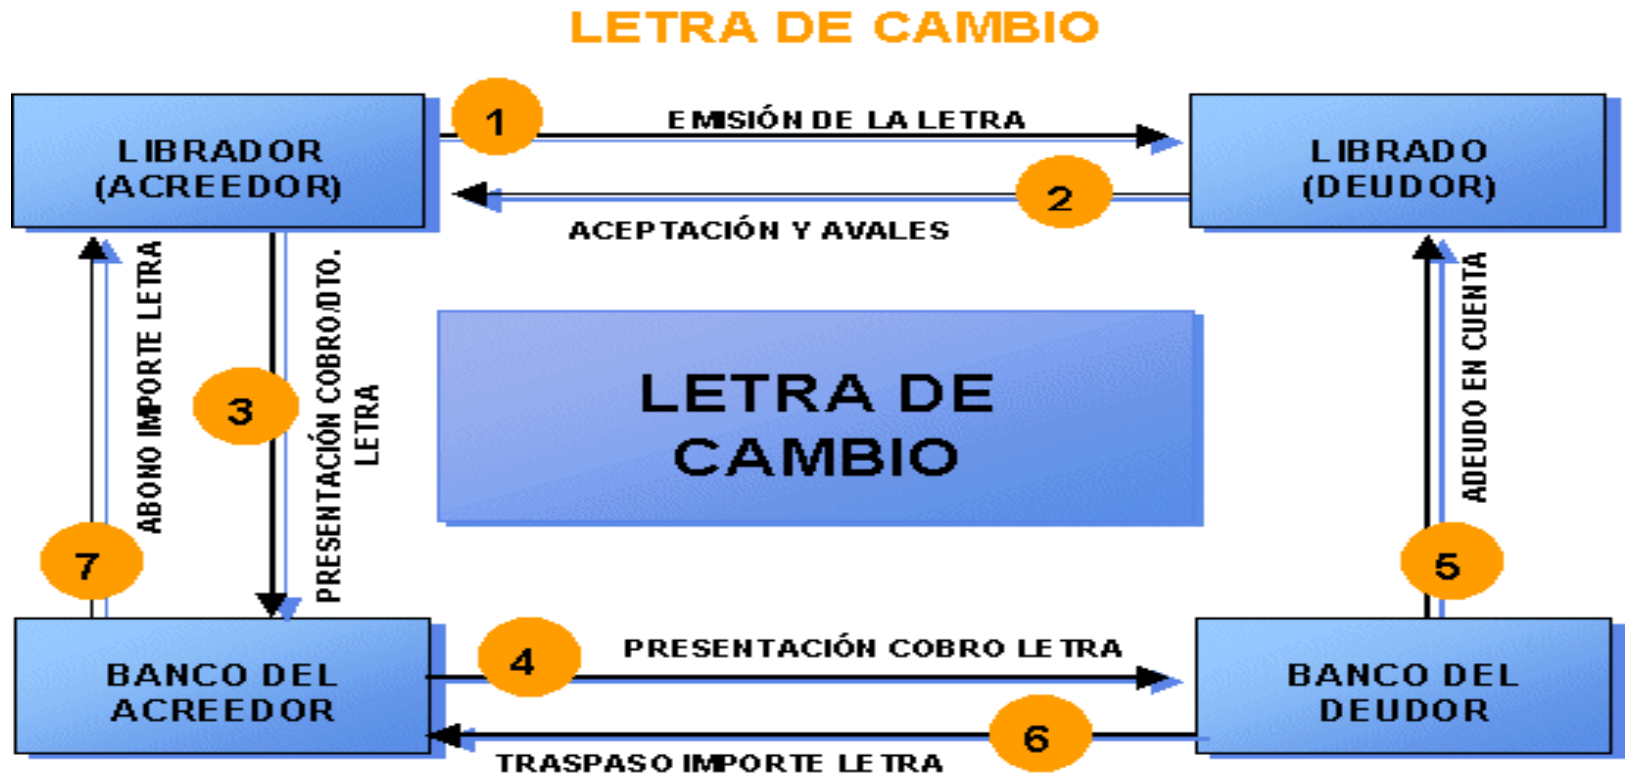 LETRA DE CAMBIO
LIBRADOR
(ACREEDOR)
1
EMISIÓN DE LA LETRA
LIBRADO
(DEUDOR)
2
ACEPTACIÓN Y AVALES
ABONO IMPORTE LETRA
3
PRESENTACIÓN COBRO/DTO.
LETRA
LETRA DE
CAMBIO
ADEUDO EN CUENTA
7
5
BANCO DEL
ACREEDOR
4
PRESENTACIÓN COBRO LETRA
BANCO DEL
DEUDOR
6
TRASPASO IMPORTE LETRA